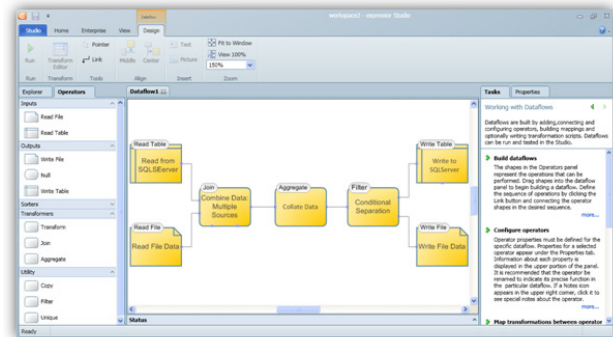 workspace1 - expressor Studio
Dataflow
Studio Home Enterprise View Design
Run
Transform Editor
Pointer
Link
Middle Center
Text
Picture
Fit to Window
View 100%
150%
Run Transform Tools Align Insert Zoom
Explorer Operators
Inputs
Read File
Read Table
Outputs
Write File
Null
Write Table
Sorters
Transformers
Transform
Join
Aggregate
Utility
Copy
Filter
Unique
Ready
Dataflow1
Read Table
Read from
SQLSEerver
Read File
Read File Data
Join
Combine Data:
Multiple
Sources
Aggregate
Collate Data
Filter
Conditional
Separation
Write Table
Write to
SQLServer
Write File
Write File Data
Status
Tasks Properties
Working with Dataflows
Dataflows are built by adding,connecting and
configuring operators, building mappings and
optionally writing transformation scripts. Dataflows
can be run and tested in the Studio.
Build dataflows
The shapes in the Operators panel
represent the operations that can be
performed. Drag shapes into the dataflow
panel to begin building a dataflow. Define
the sequence of operations by clicking the
Link button and connecting the operator
shapes in the desired sequence.
more...
Configure operators
Operator properties must be defined for the
specific dataflow. Properties for a selected
operator appear under the Properties tab.
Information about each property is
displayed in the upper portion of the panel.
It is recommended that the operator be
renamed to indicate its precise function in
the particular dataflow. If a Notes icon
appears in the upper right corner, click it to
see special notes about the operator.
more...
Map transformations between operator